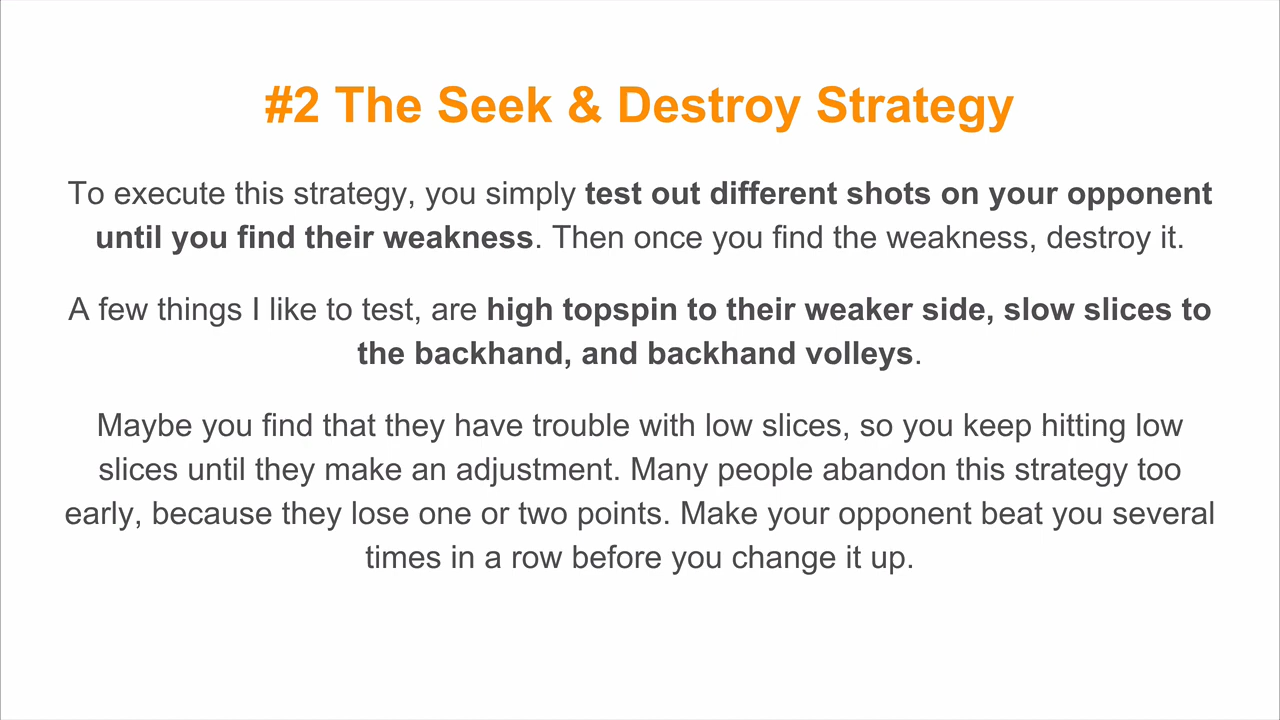 #2 The Seek & Destroy Strategy
To execute this strategy, you simply test out different shots on your opponent
until you find their weakness. Then once you find the weakness, destroy it.
A few things I like to test, are high topspin to their weaker side, slow slices to
the backhand, and backhand volleys.
Maybe you find that they have trouble with low slices, so you keep hitting low
slices until they make an adjustment. Many people abandon this strategy too
early, because they lose one or two points. Make your opponent beat you several
times in a row before you change it up.